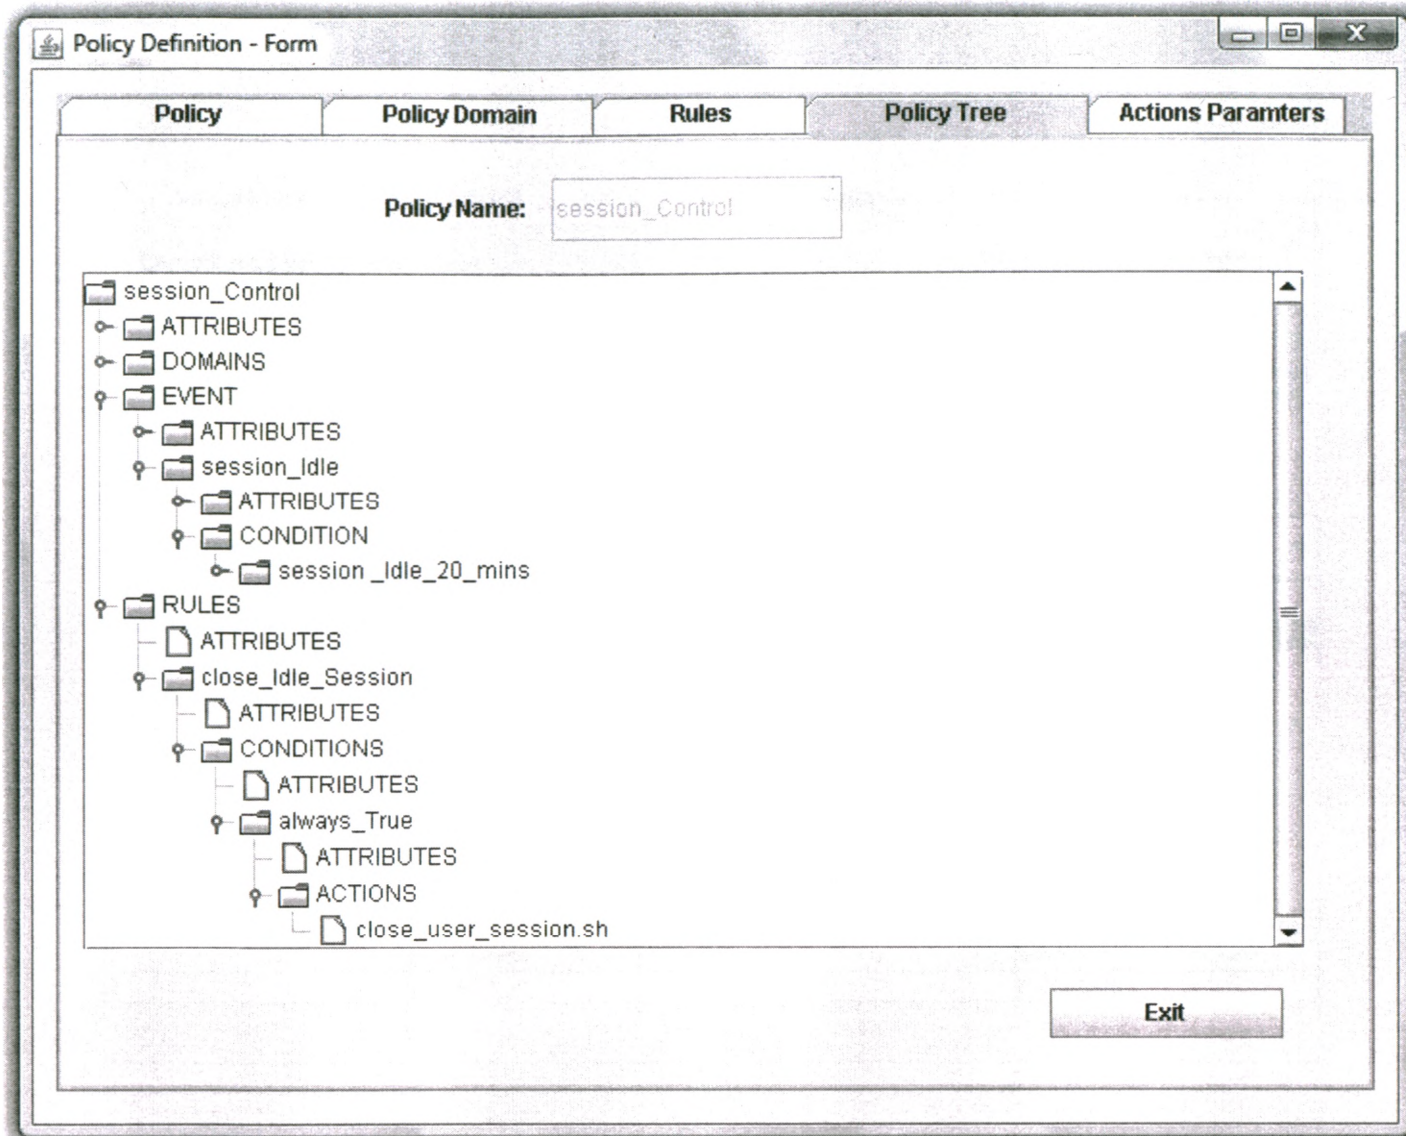 Policy Definition - Form
Policy Policy Domain Rules Policy Tree Actions Paramters
Policy Name: session_Control
session_Control
ATTRIBUTES
DOMAINS
EVENT
ATTRIBUTES
session_Idle
ATTRIBUTES
CONDITION
session _Idle_20_mins
RULES
ATTRIBUTES
close_Idle_Session
ATTRIBUTES
CONDITIONS
ATTRIBUTES
always_True
ATTRIBUTES
ACTIONS
close_user_session.sh
Exit